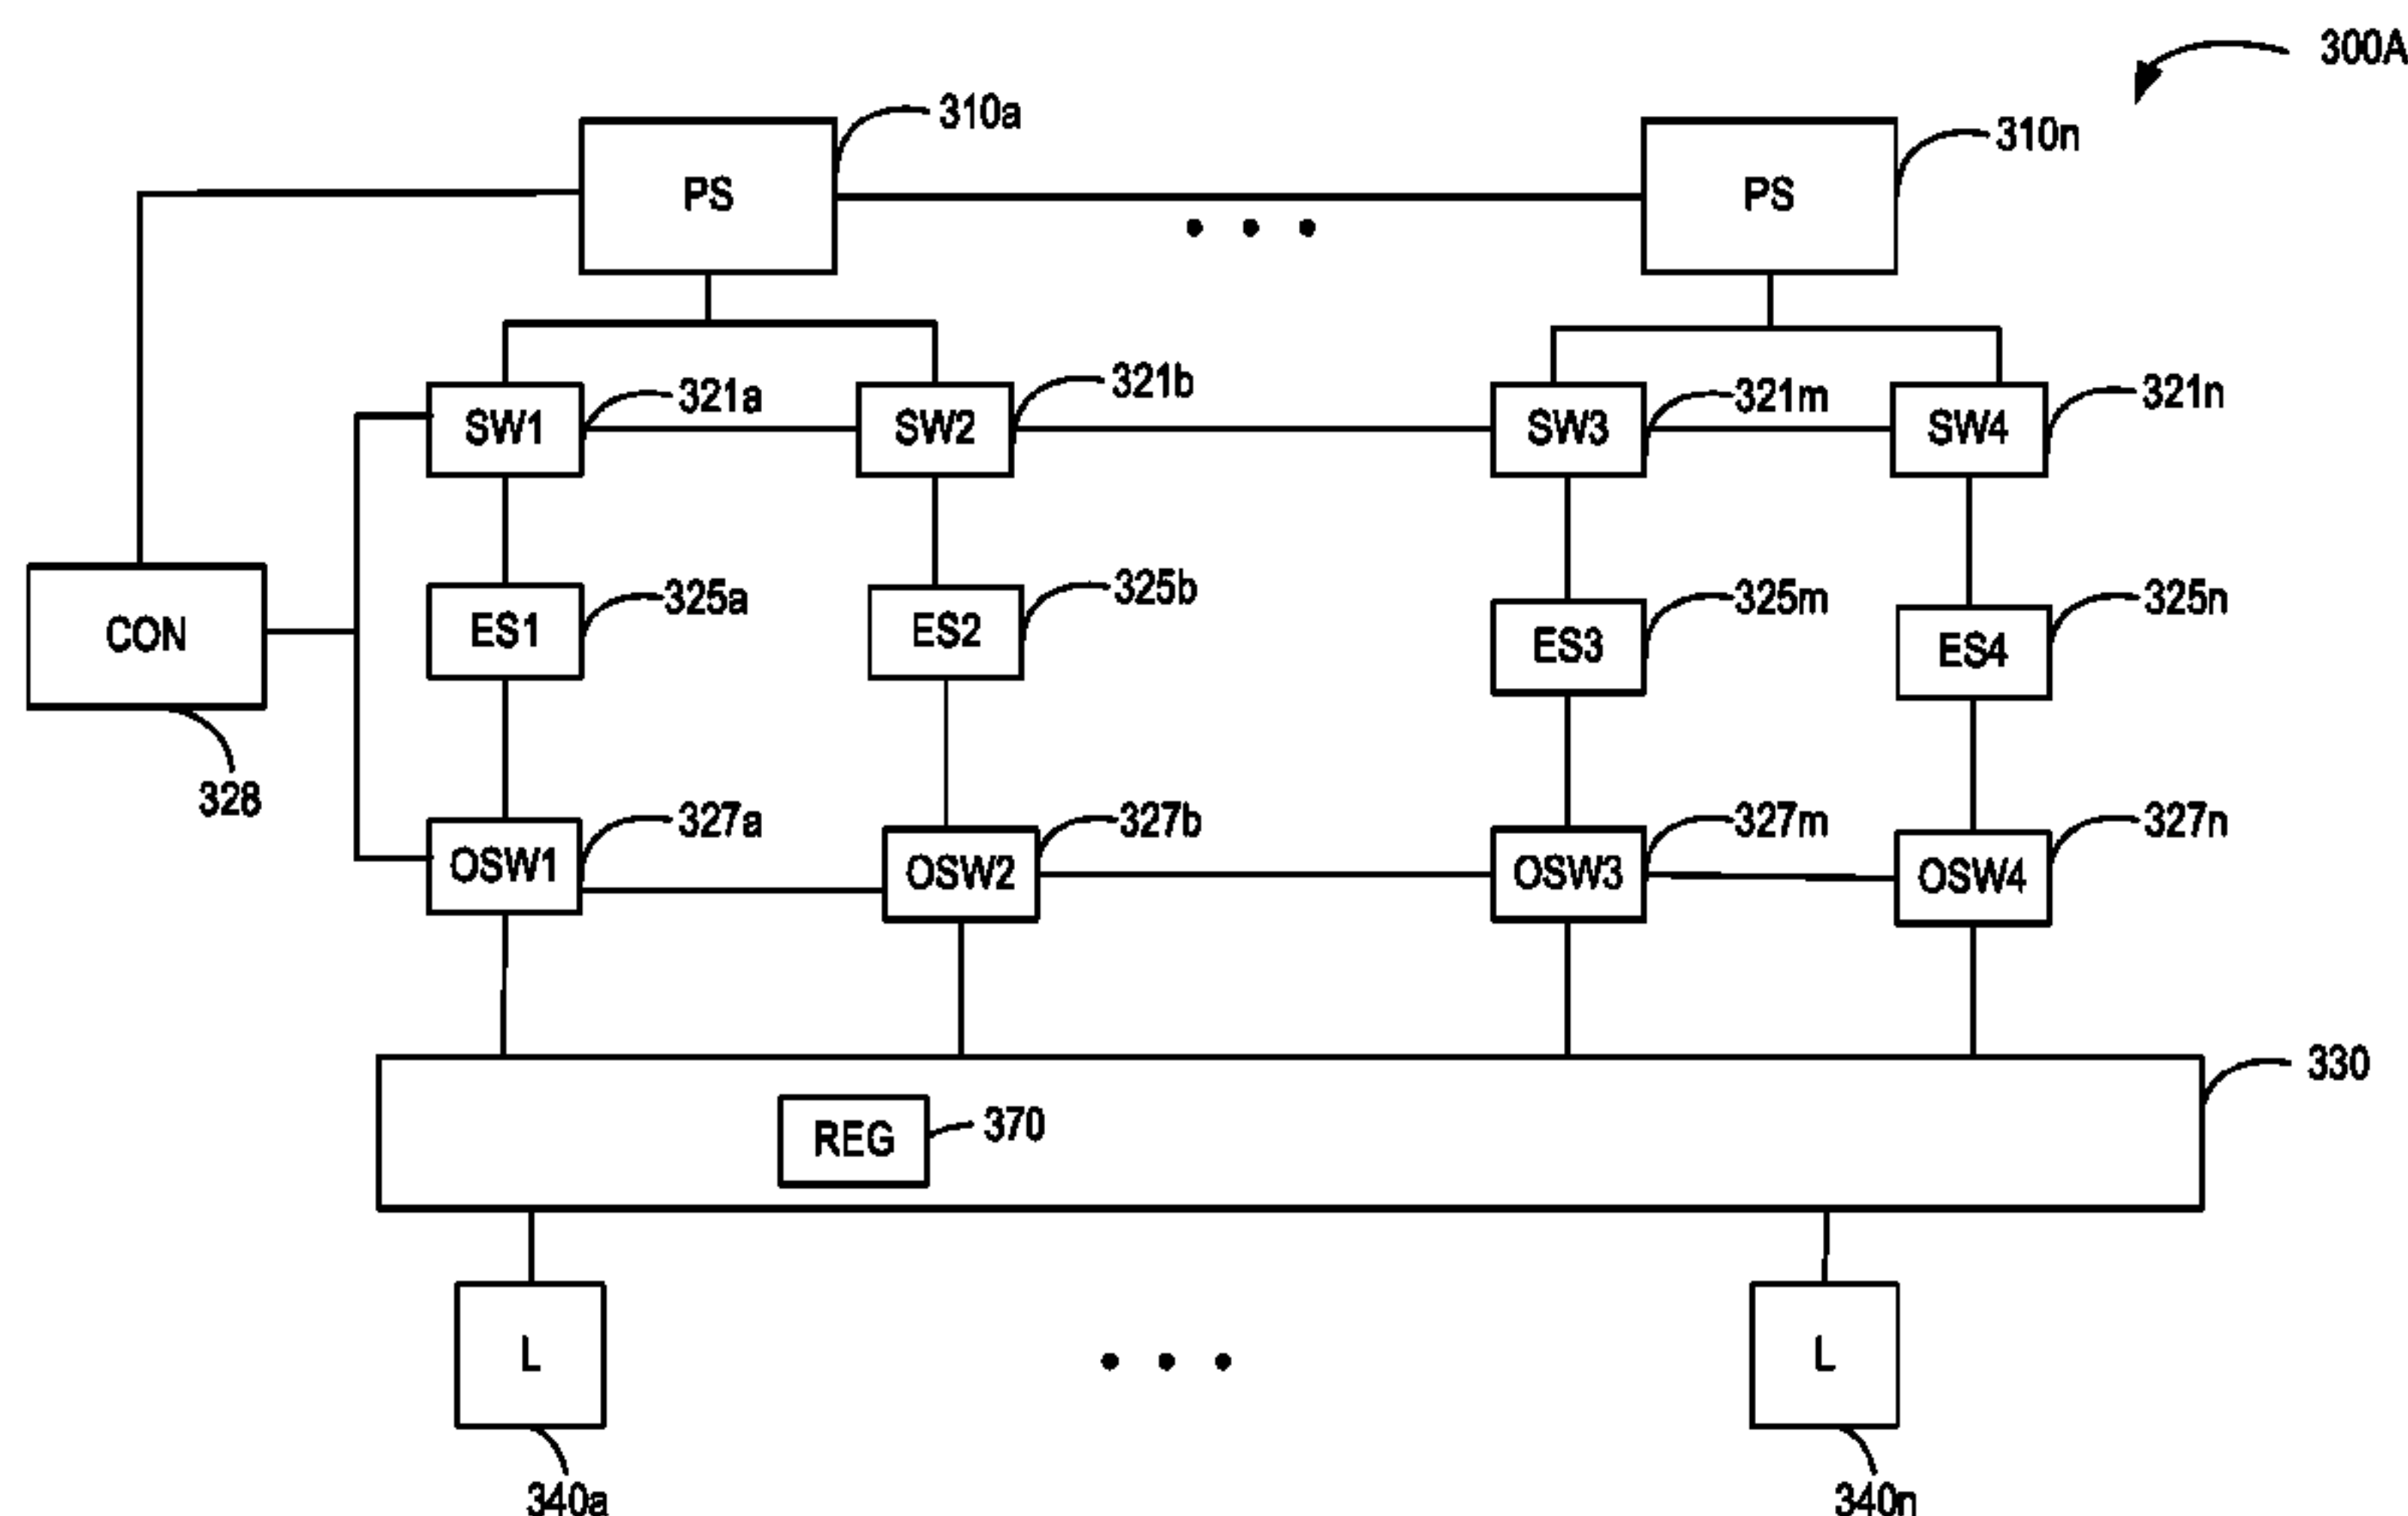 300A
310a
310n
PS
PS
321a
321b
321m
321n
SW1
SW2
SW3
SW4
325a
325b
325m
325n
CON
ES1
ES2
ES3
ES4
328
327a
327b
327m
327n
OSW1
OSW2
OSW3
OSW4
330
REG
370
L
L
340a
340n